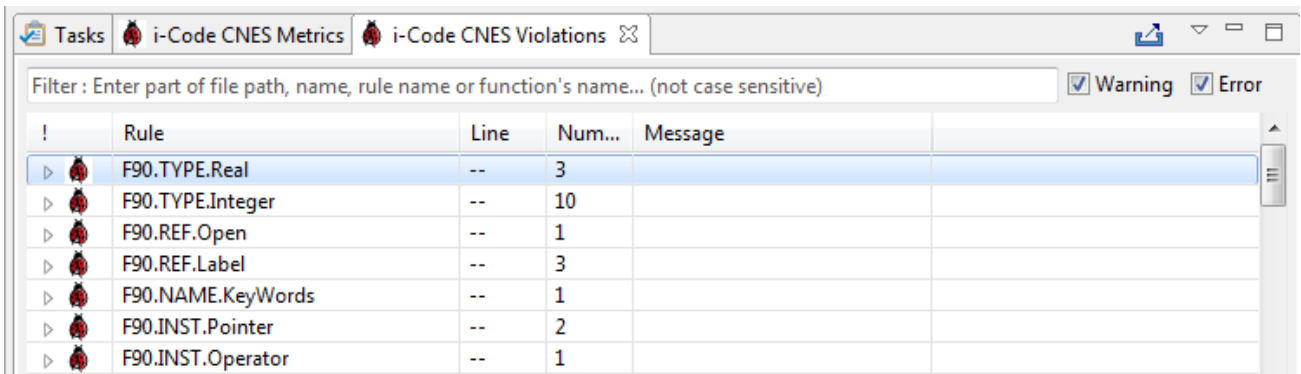 Tasks i-Code CNES Metrics i-Code CNES Violations
Filter : Enter part of file path, name, rule name or function's name... (not case sensitive) Warning Error
! Rule Line Num... Message
F90.TYPE.Real -- 3
F90.TYPE.Integer -- 10
F90.REF.Open -- 1
F90.REF.Label -- 3
F90.NAME.KeyWords -- 1
F90.INST.Pointer -- 2
F90.INST.Operator -- 1